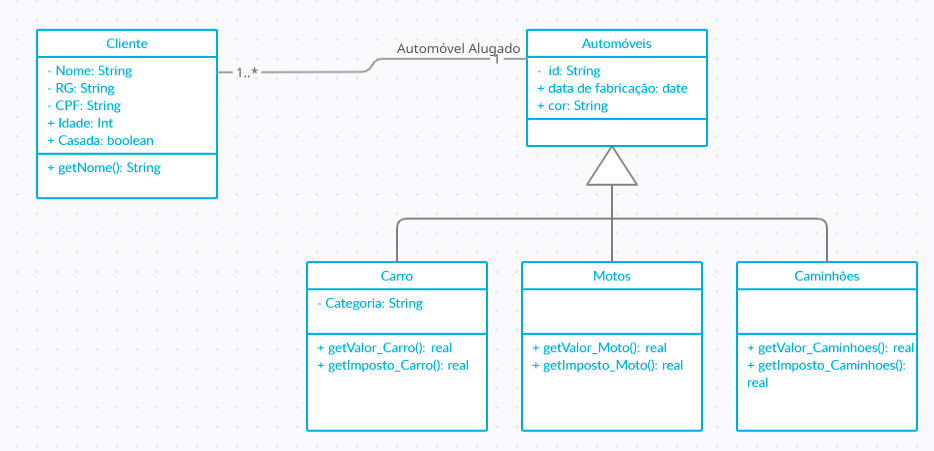 Cliente
- Nome: String
- RG: String
- CPF: String
+ Idade: Int
+ Casada: boolean
+ getNome(): String
1..*
Automóvel Alugado
1
Automóveis
- id: String
+ data de fabricação: date
+ cor: String
Carro
- Categoria: String
+ getValor_Carro(): real
+ getImposto_Carro(): real
Motos
+ getValor_Moto(): real
+ getImposto_Moto(): real
Caminhões
+ getValor_Caminhoes(): real
+ getImposto_Caminhoes():
real